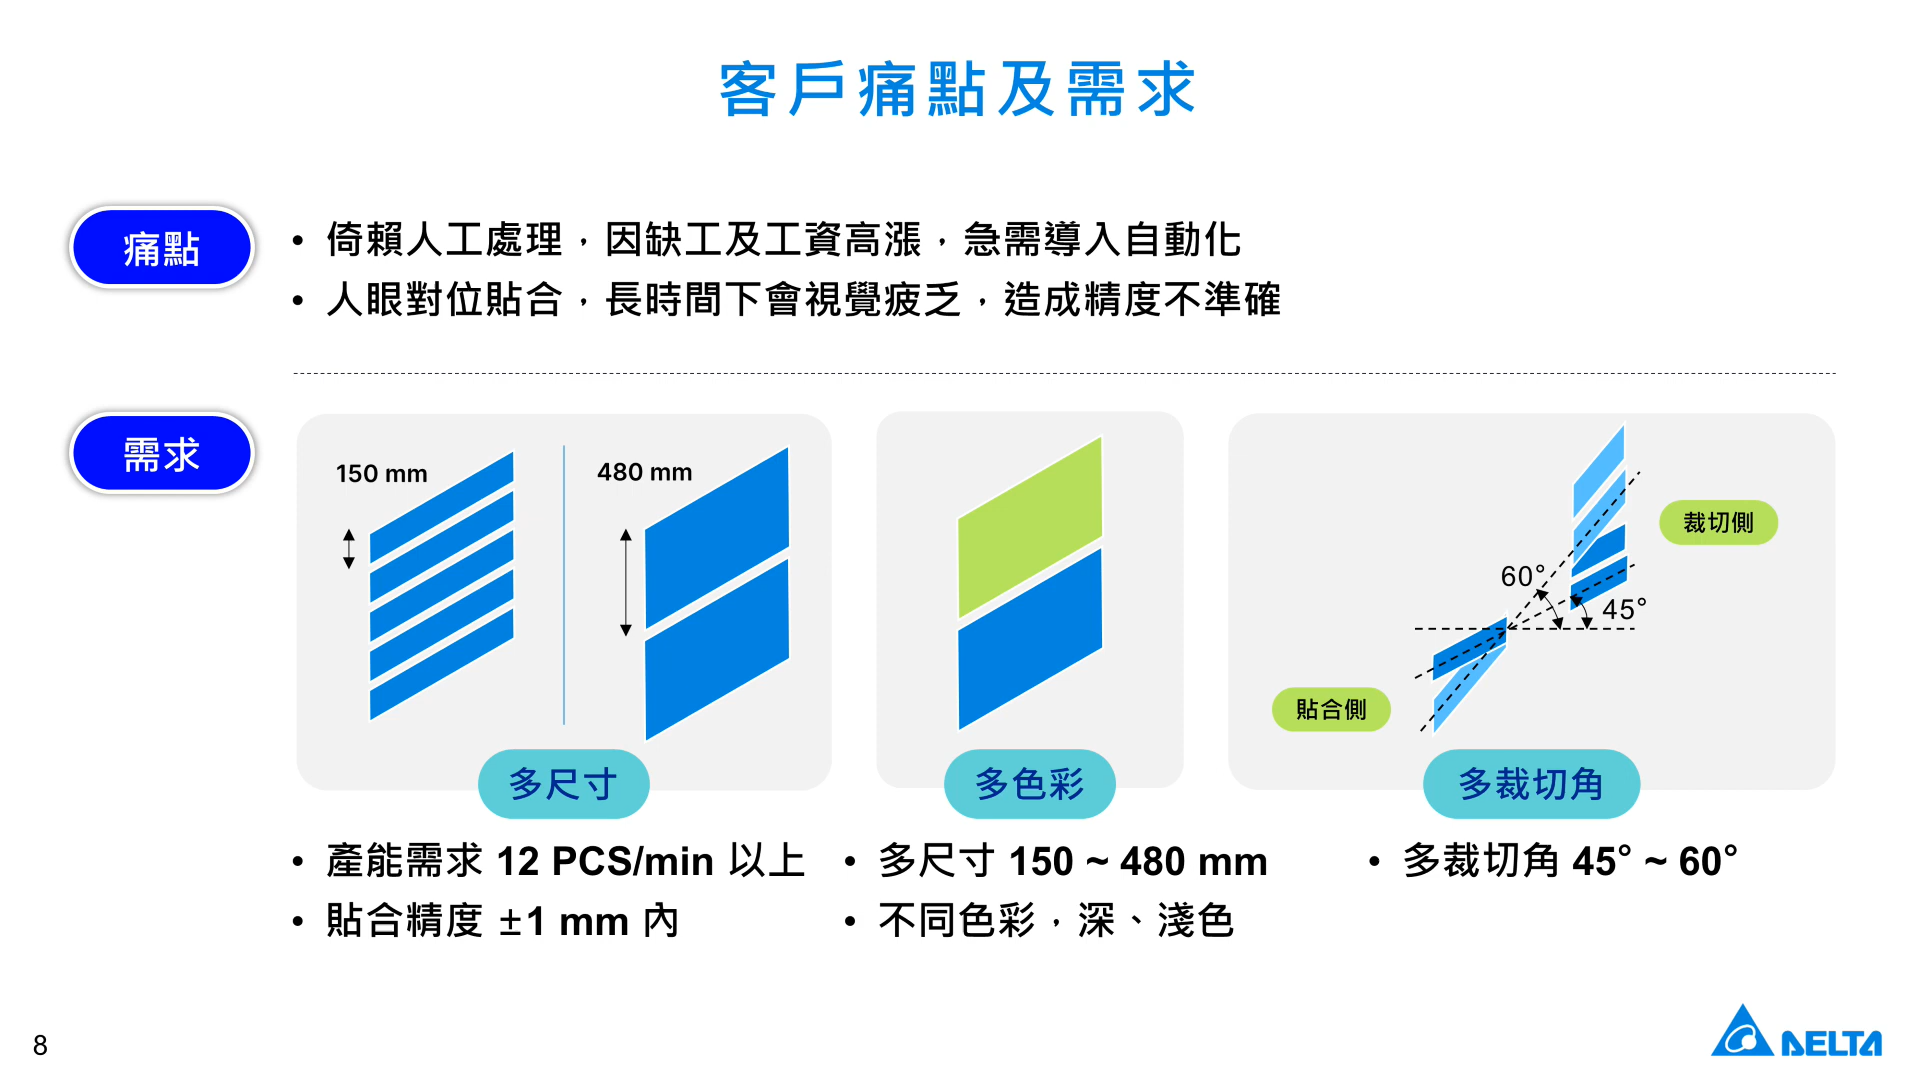 客戶痛點及需求
痛點
• 倚賴人工處理，因缺工及工資高漲，急需導入自動化
• 人眼對位貼合，長時間下會視覺疲乏，造成精度不準確
需求
150 mm
480 mm
多尺寸
多色彩
60°
45°
裁切側
貼合側
多裁切角
• 產能需求 12 PCS/min 以上
• 貼合精度 ±1 mm 內
• 多尺寸 150 ~ 480 mm
• 不同色彩，深、淺色
• 多裁切角 45° ~ 60°
8
DELTA